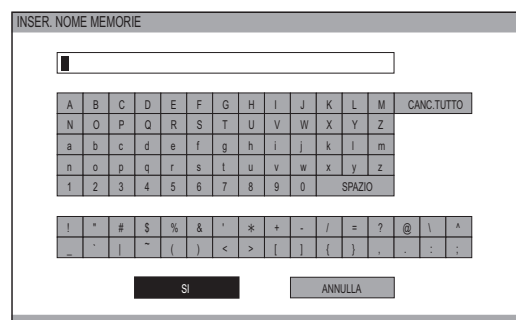 INSER. NOME MEMORIE
A B C D E F G H I J K L M CANC.TUTTO
N O P Q R S T U V W X Y Z
a b c d e f g h i j k l m
n o p q r s t u v w x y z
1 2 3 4 5 6 7 8 9 0 SPAZIO
! " # $ % & ' * + - / = ? @ \ ^
_ ` | ~ ( ) < > [ ] { } , . : ;
SI ANNULLA